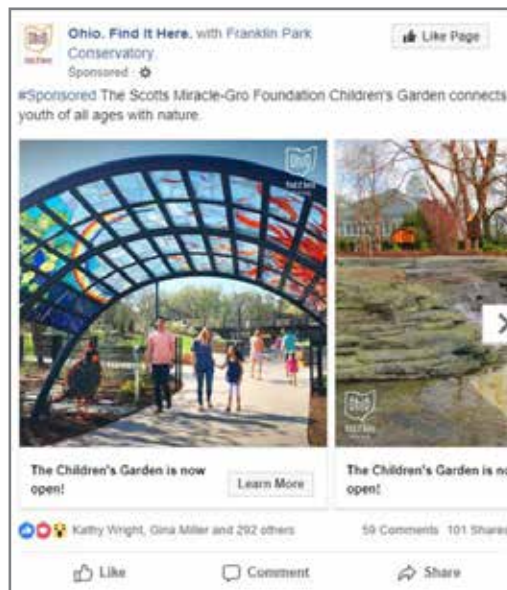 Ohio. Find It Here. with Franklin Park
Conservatory.
Like Page
Sponsored ·
#Sponsored The Scotts Miracle-Gro Foundation Children's Garden connects
youth of all ages with nature.
The Children's Garden is now
open!
Learn More
The Children's Garden is no
open!
Kathy Wright, Gina Miller and 292 others
59 Comments 101 Shares
Like
Comment
Share